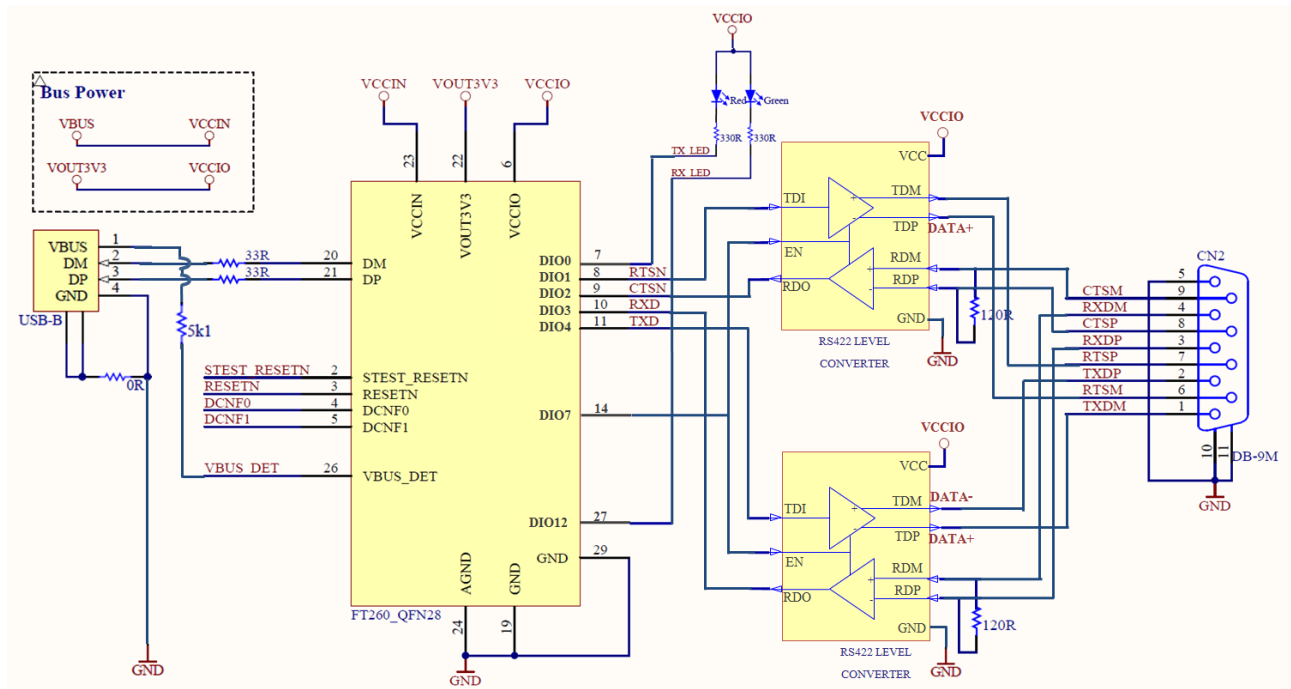 Bus Power
VBUS
VCCIN
VOUT3V3
VCCIO
VBUS
DM
DP
GND
1
2
3
4
USB-B
33R
33R
5k1
0R
STEST_RESETN
RESETN
DCNF0
DCNF1
VBUS_DET
20
21
2
3
4
5
26
VCCIN
VOUT3V3
VCCIO
23
22
6
VCCIN
VOUT3V3
VCCIO
DM
DP
STEST_RESETN
RESETN
DCNF0
DCNF1
VBUS_DET
DIO0
DIO1
DIO2
DIO3
DIO4
DIO7
DIO12
GND
AGND
GND
FT260_QFN28
24
19
GND
GND
7
8
9
10
11
14
27
29
RTSN
CTSN
RXD
TXD
VCCIO
Red
Green
330R
330R
TX_LED
RX_LED
VCCIO
VCC
TDI
TDM
TDP
DATA+
EN
RDM
RDP
RDO
GND
120R
GND
RS422 LEVEL
CONVERTER
VCCIO
VCC
TDI
TDM
DATA-
TDP
DATA+
EN
RDM
RDP
RDO
GND
120R
GND
RS422 LEVEL
CONVERTER
CN2
5
CTSM
9
RXDM
4
CTSP
8
RXDP
3
RTSP
7
TXDP
2
RTSM
6
TXDM
1
10
11
DB-9M
GND